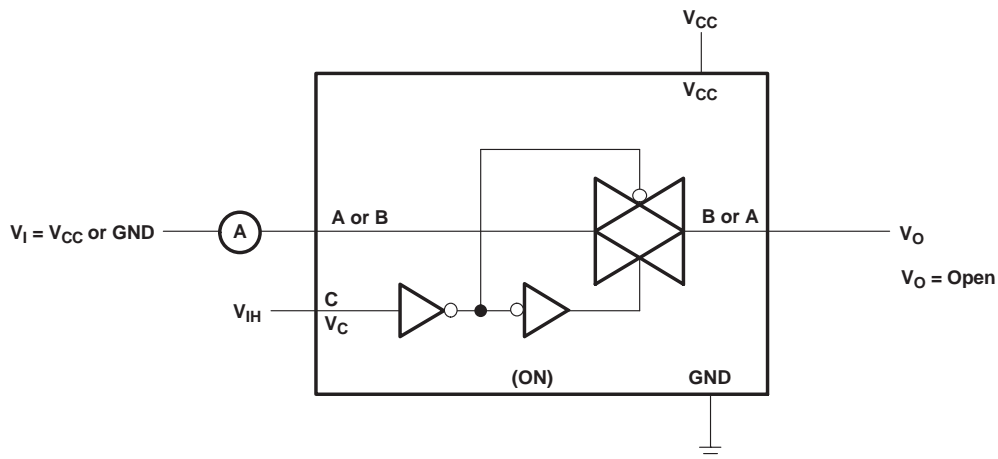 VCC
VCC
A or B
B or A
VI = VCC or GND
A
VO
VO = Open
C
VIH
VC
(ON)
GND